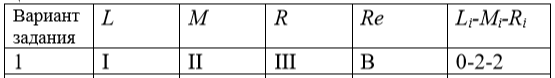 Вариант задания L M R Re Li-Mi-Ri
1 I II III В 0-2-2